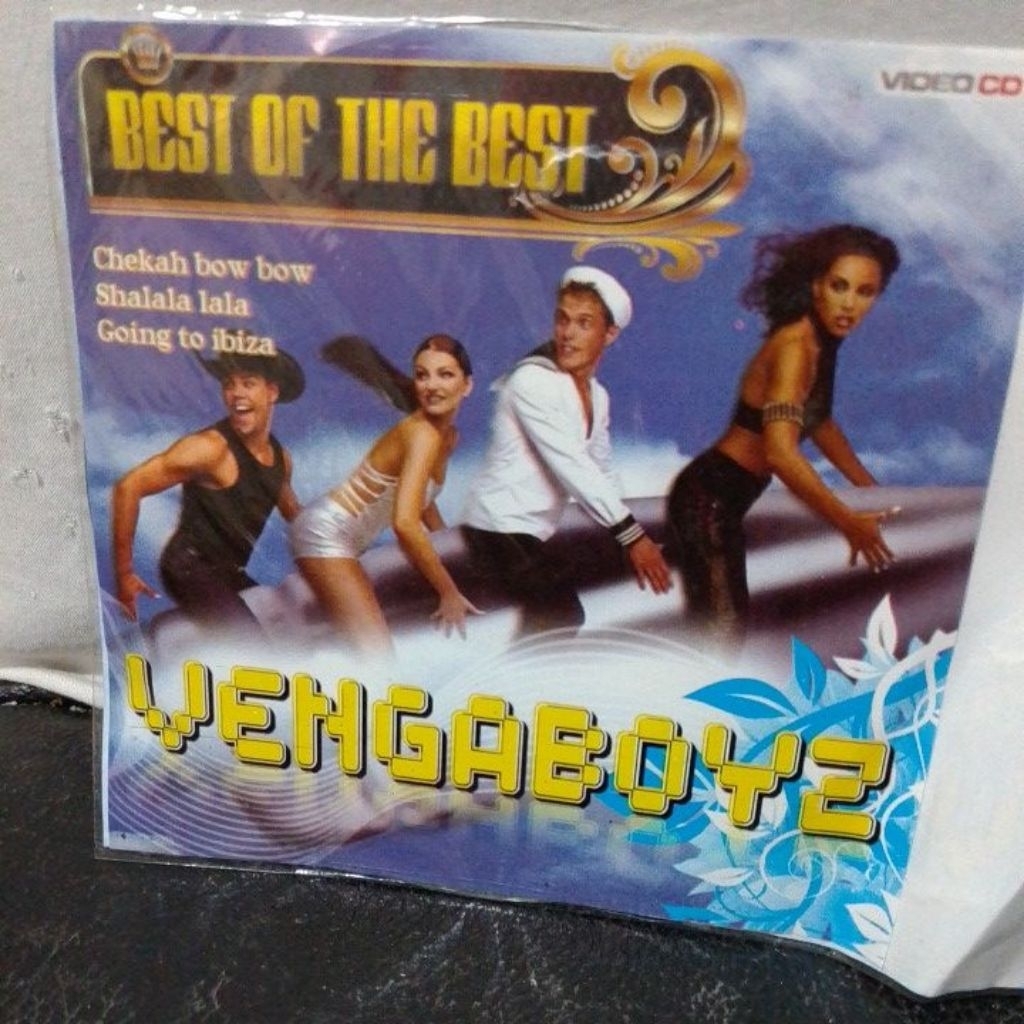 BEST OF THE BEST
VIDEO CD
Chekah bow bow
Shalala lala
Going to ibiza
VENGABOYZ